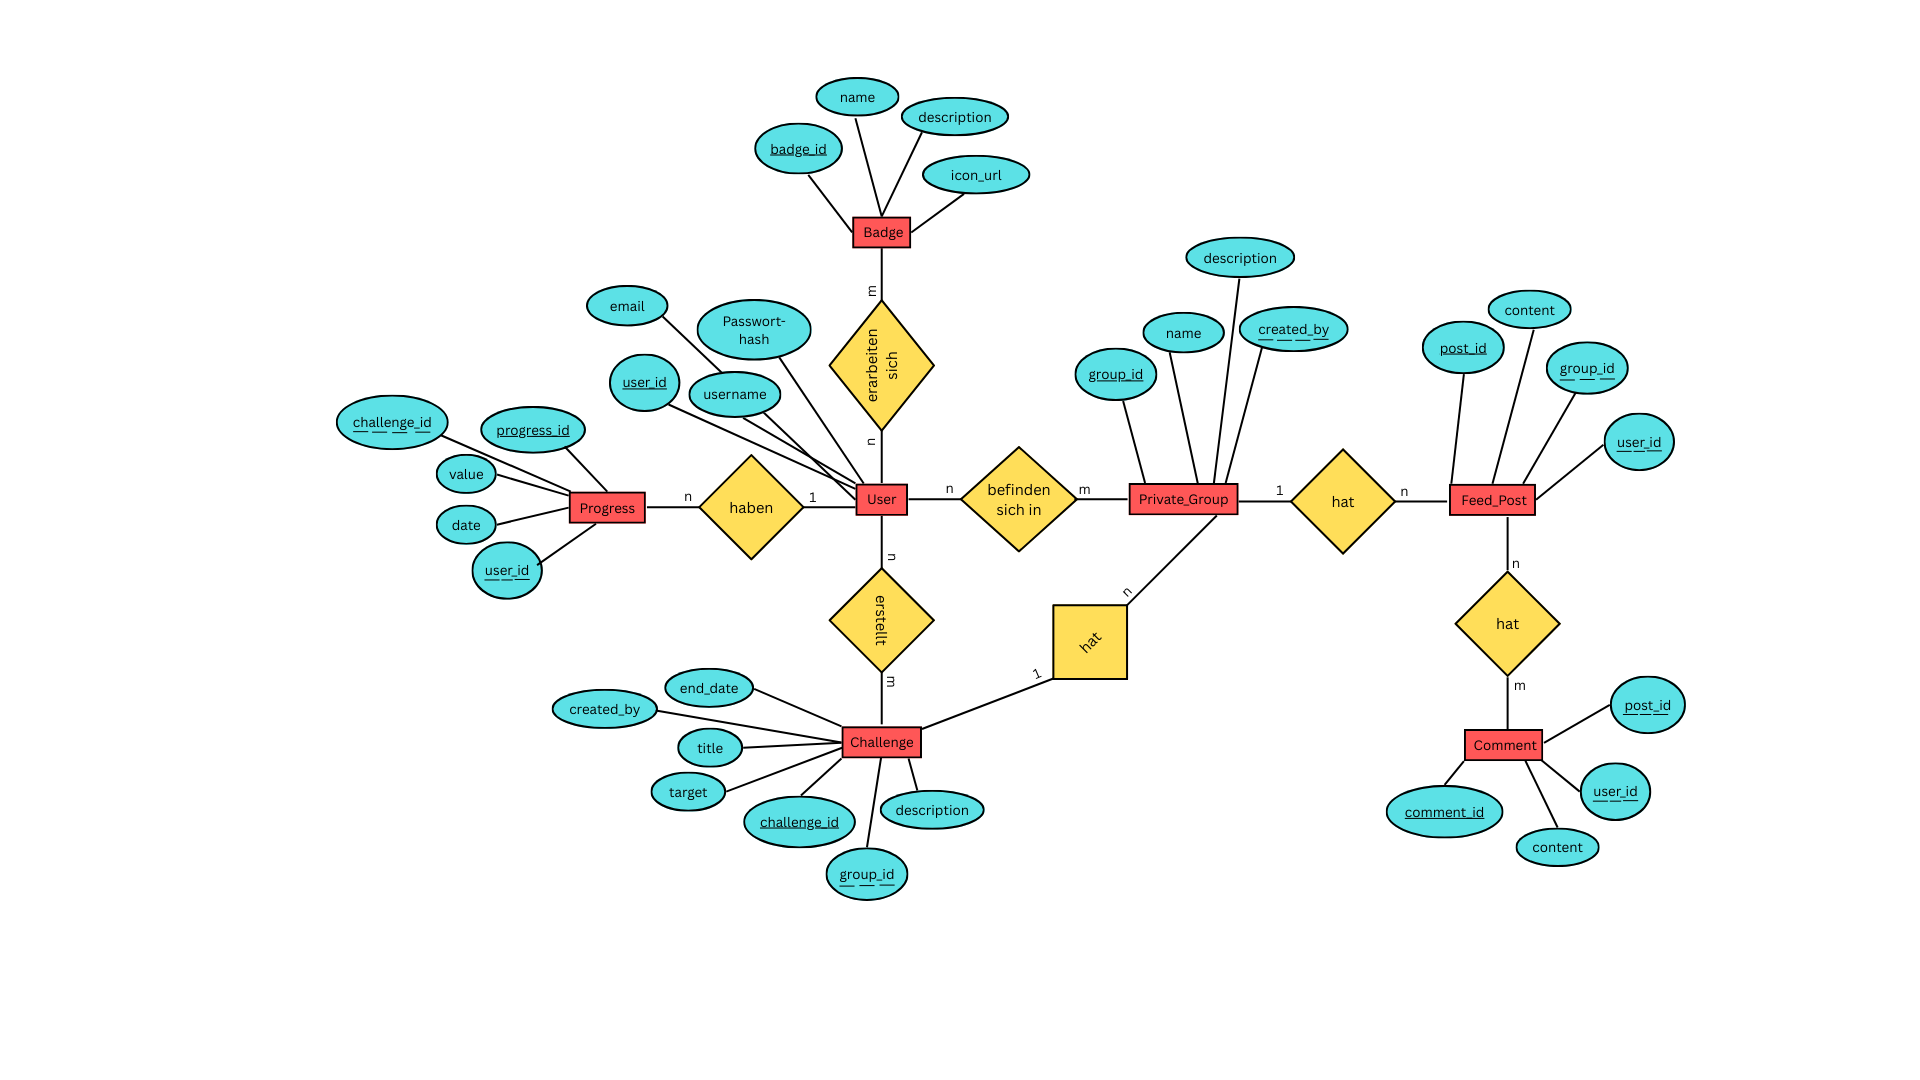 name
description
badge_id
icon_url
Badge
m
erarbeiten
sich
n
email
Passwort-
hash
user_id
username
challenge_id
progress_id
value
date
user_id
Progress
n
haben
1
User
n
befinden
sich in
m
description
name
created_by
group_id
Private_Group
1
hat
n
content
post_id
group_id
user_id
Feed_Post
n
hat
m
n
erstellt
m
n
hat
1
end_date
created_by
title
target
challenge_id
group_id
description
Challenge
post_id
Comment
user_id
comment_id
content